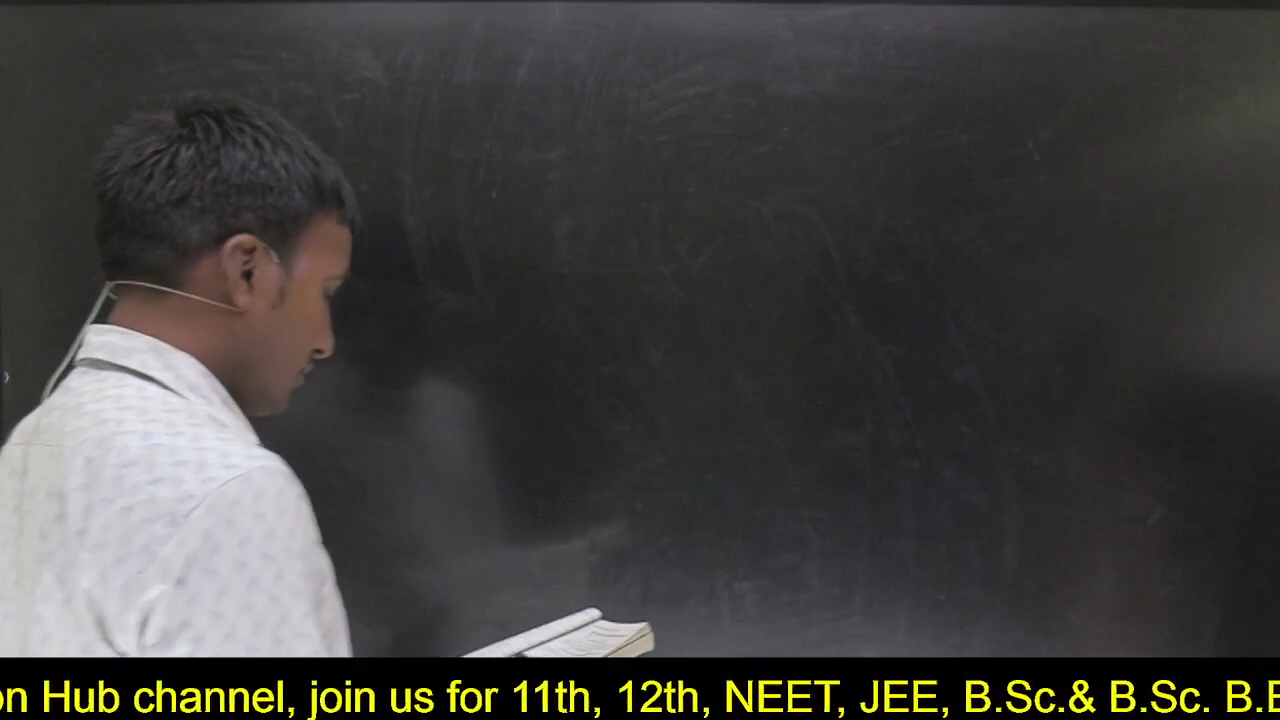 on Hub channel, join us for 11th, 12th, NEET, JEE, B.Sc.& B.Sc. B.E